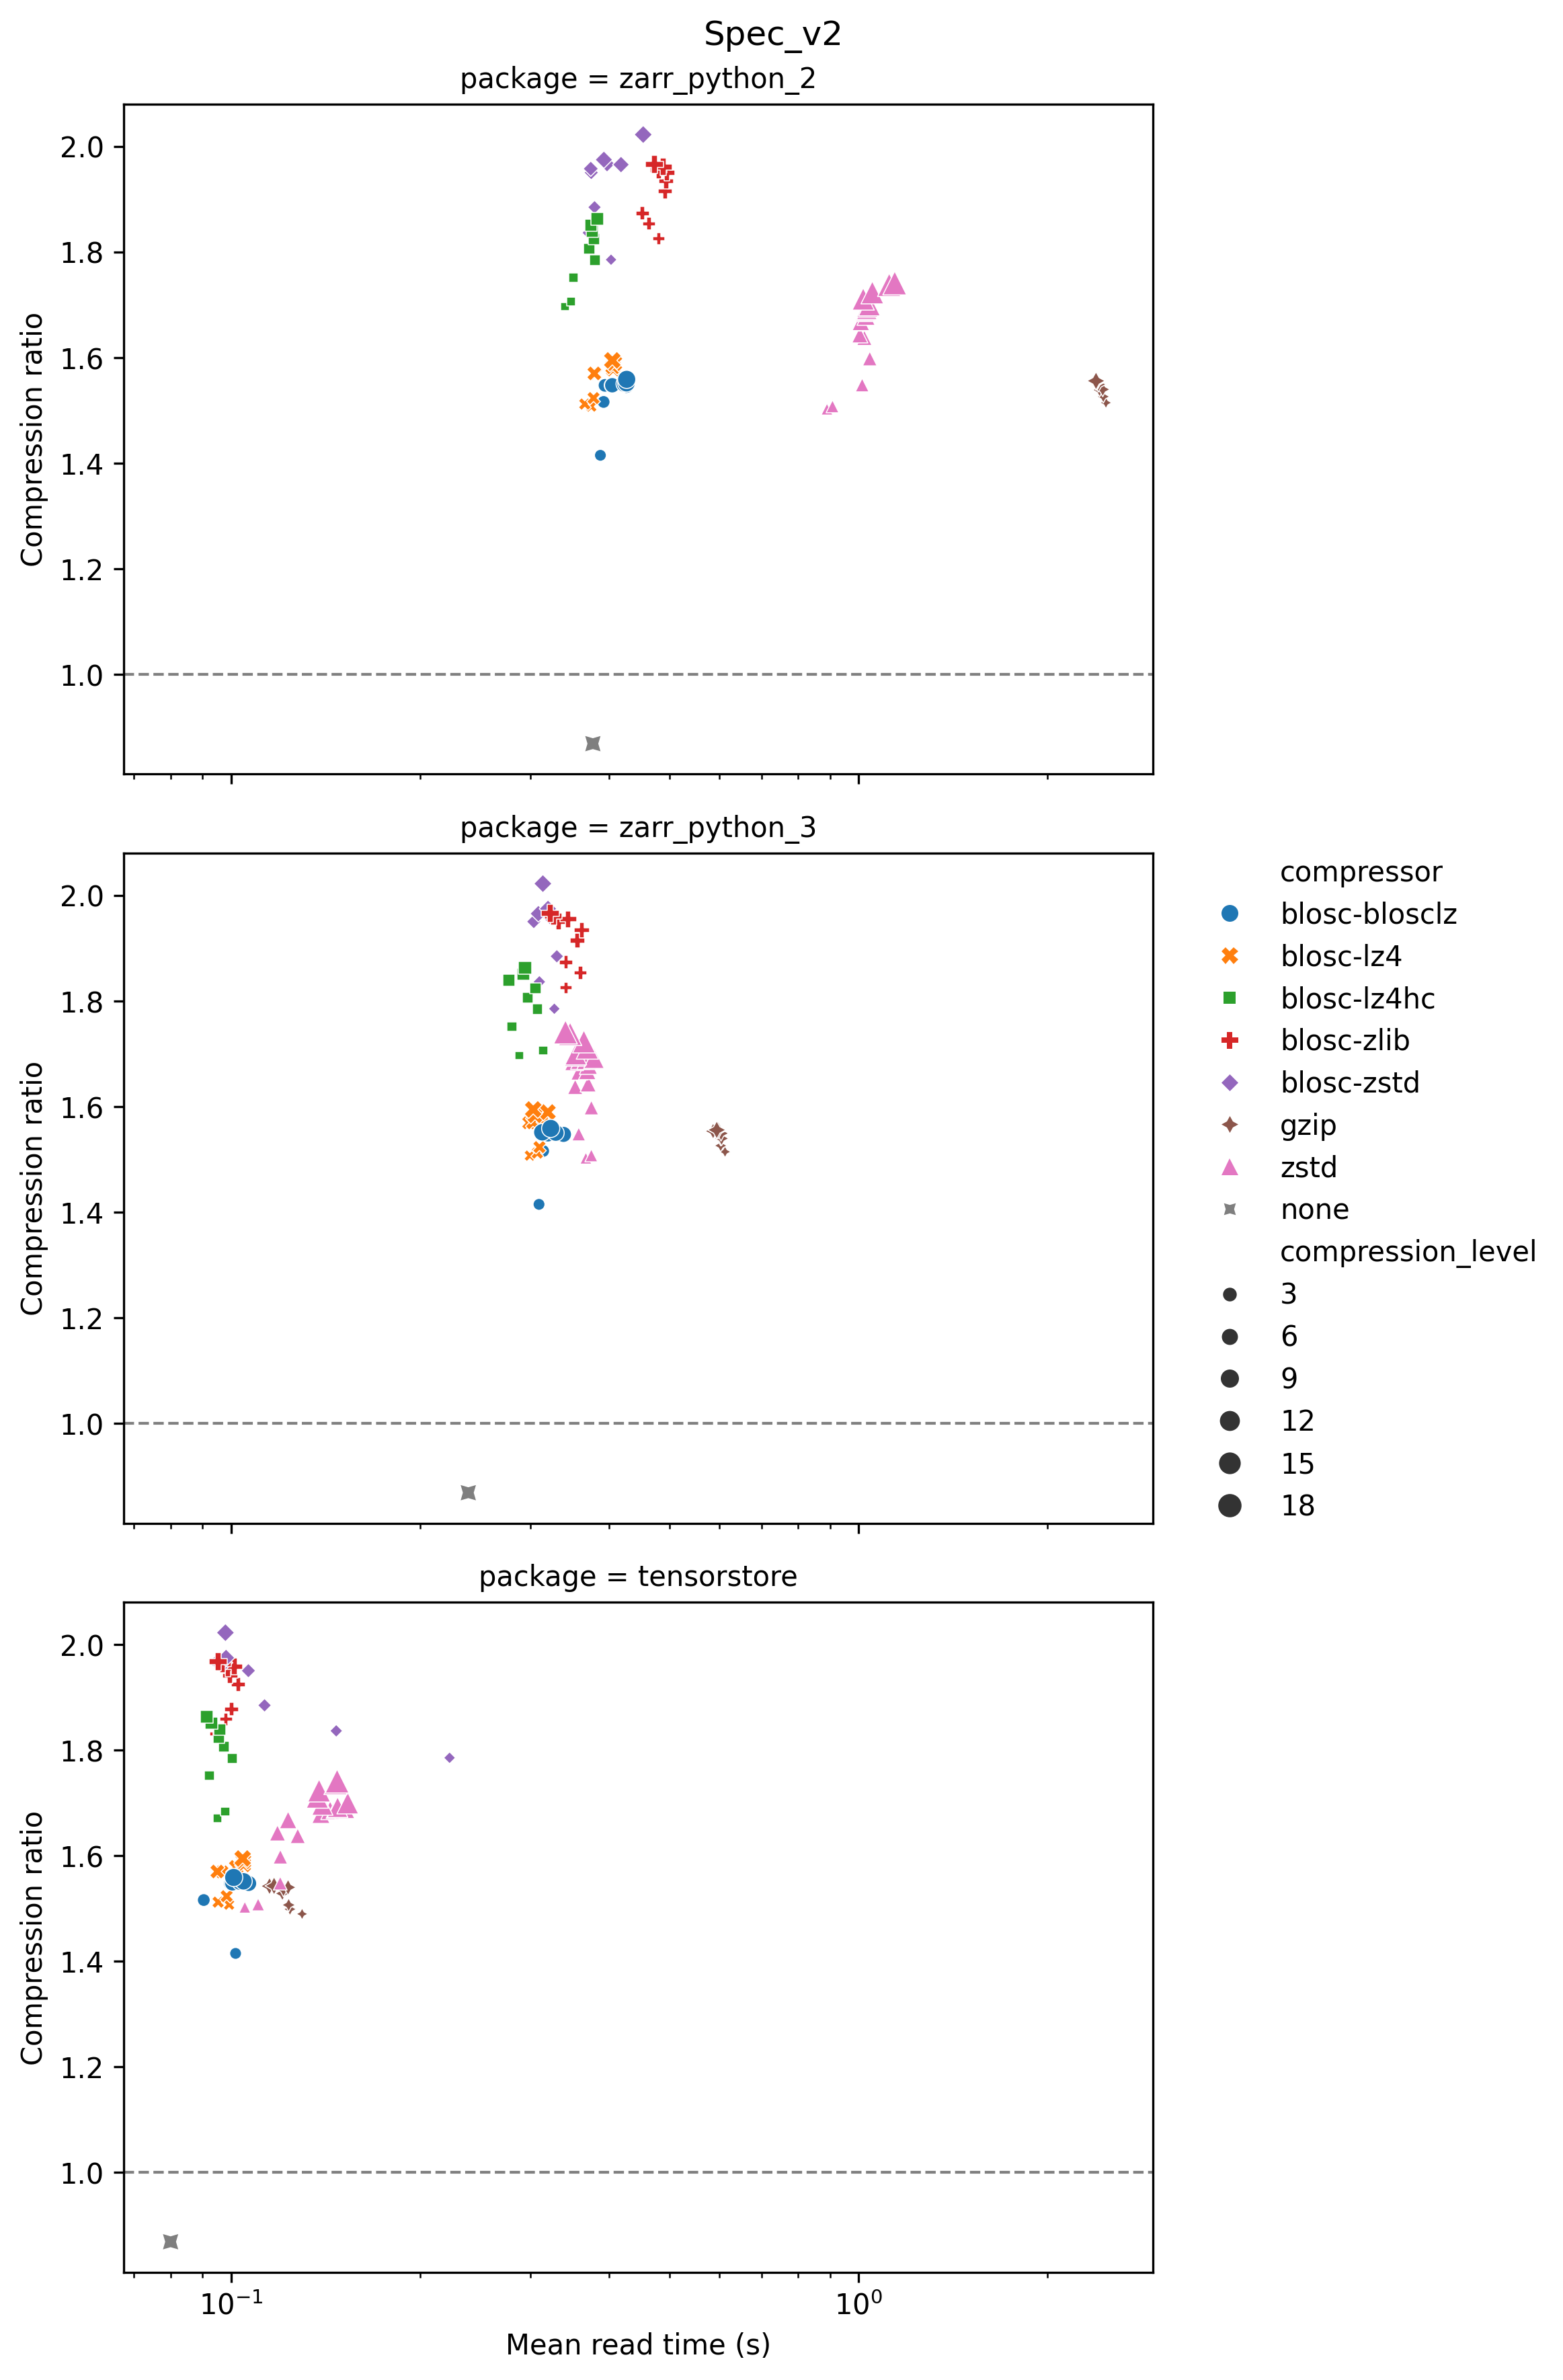 Spec_v2
package = zarr_python_2
Compression ratio
2.0
1.8
1.6
1.4
1.2
1.0
package = zarr_python_3
Compression ratio
2.0
1.8
1.6
1.4
1.2
1.0
compressor
blosc-blosclz
blosc-lz4
blosc-lz4hc
blosc-zlib
blosc-zstd
gzip
zstd
none
compression_level
3
6
9
12
15
18
package = tensorstore
Compression ratio
2.0
1.8
1.6
1.4
1.2
1.0
10⁻¹ 10⁰
Mean read time (s)